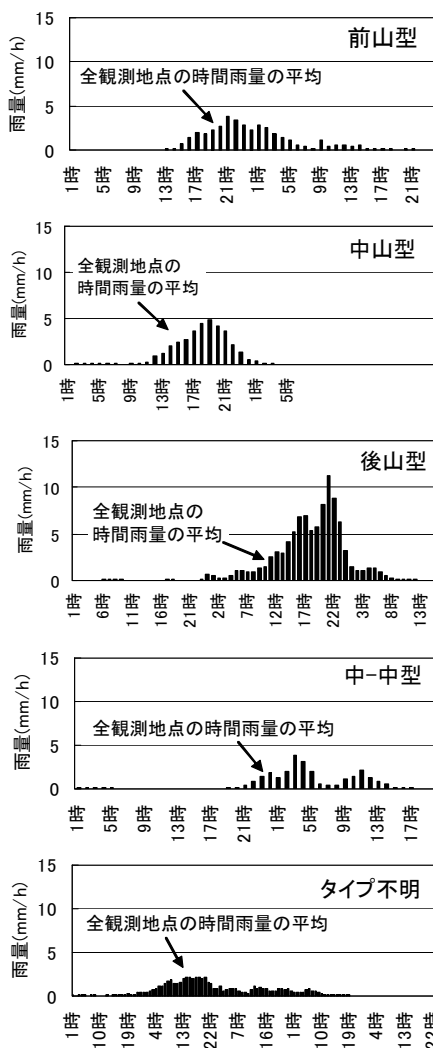 前山型
雨量(mm/h)
15
10
5
0
全観測地点の時間雨量の平均
1時 5時 9時 13時 17時 21時 1時 5時 9時 13時 17時 21時
中山型
雨量(mm/h)
15
10
5
0
全観測地点の
時間雨量の平均
1時 5時 9時 13時 17時 21時 1時 5時
後山型
雨量(mm/h)
15
10
5
0
全観測地点の
時間雨量の平均
1時 6時 11時 16時 21時 2時 7時 12時 17時 22時 3時 8時 13時
中-中型
雨量(mm/h)
15
10
5
0
全観測地点の時間雨量の平均
1時 5時 9時 13時 17時 21時 1時 5時 9時 13時 17時
タイプ不明
雨量(mm/h)
15
10
5
0
全観測地点の時間雨量の平均
1時 10時 19時 4時 13時 22時 7時 16時 1時 10時 19時 4時 13時 22時